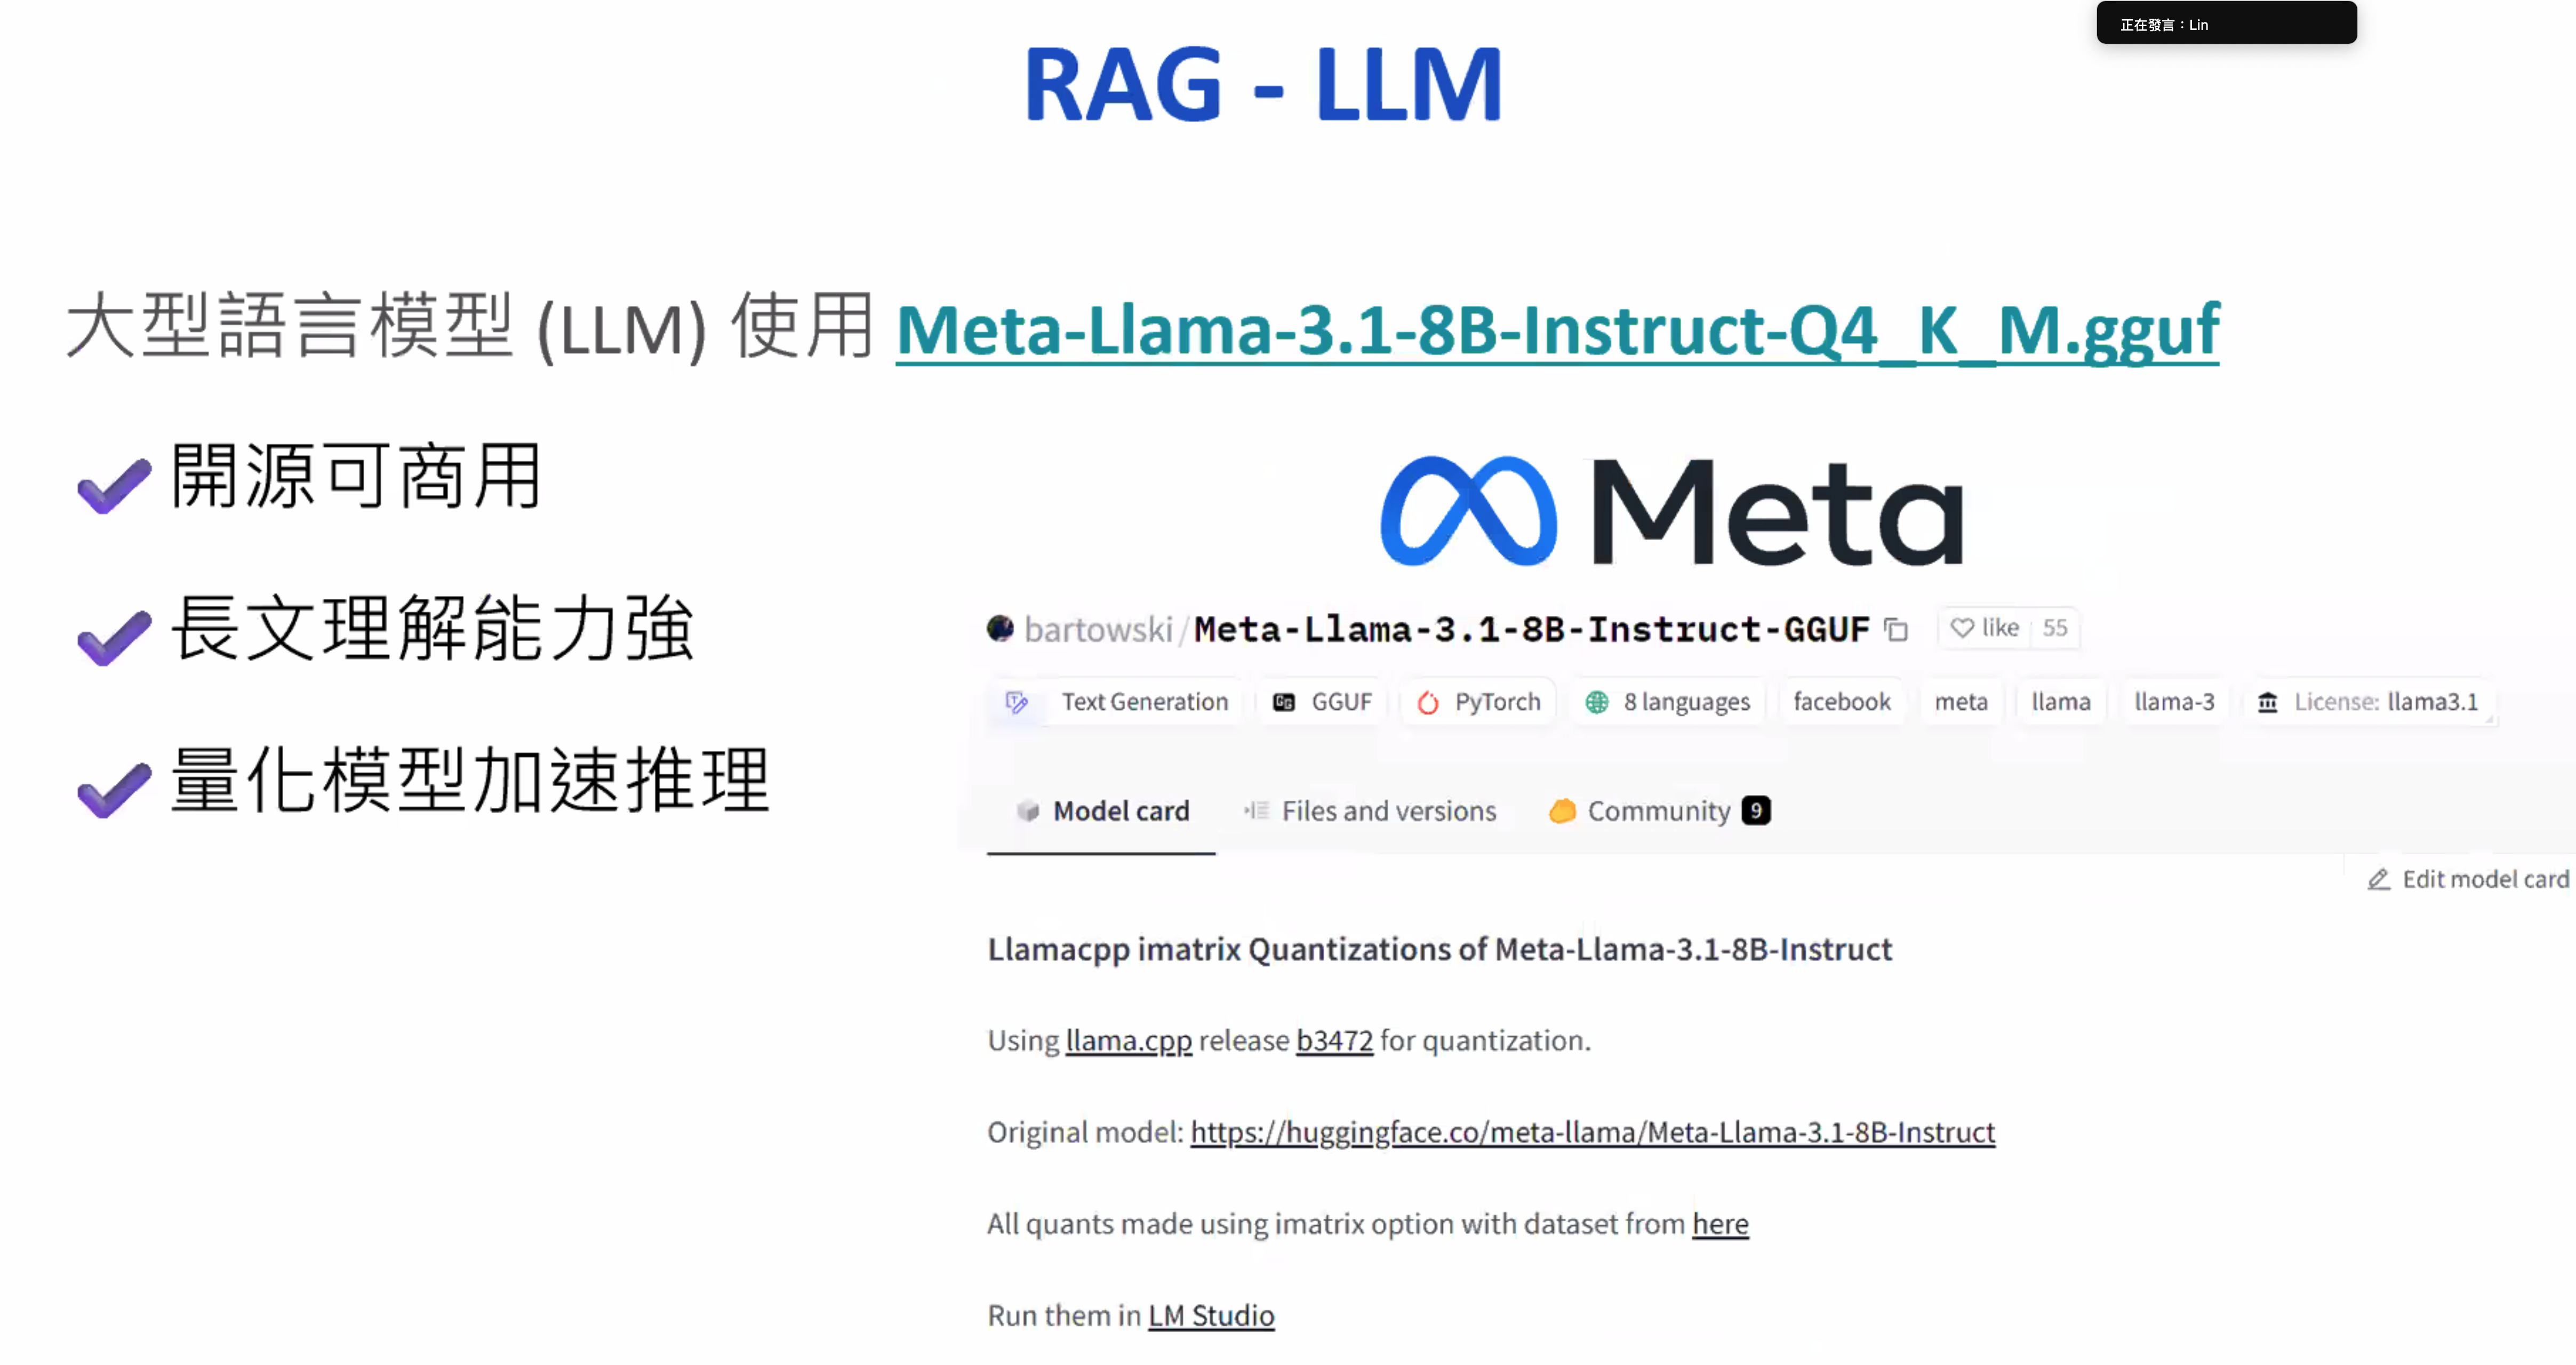 正在發言：Lin
RAG - LLM
大型語言模型 (LLM) 使用 Meta-Llama-3.1-8B-Instruct-Q4_K_M.gguf
開源可商用
長文理解能力強
量化模型加速推理
Meta
bartowski/Meta-Llama-3.1-8B-Instruct-GGUF like 55
Text Generation GGUF PyTorch 8 languages facebook meta llama llama-3 License: llama3.1
Model card Files and versions Community 9
Edit model card
Llamacpp imatrix Quantizations of Meta-Llama-3.1-8B-Instruct
Using llama.cpp release b3472 for quantization.
Original model: https://huggingface.co/meta-llama/Meta-Llama-3.1-8B-Instruct
All quants made using imatrix option with dataset from here
Run them in LM Studio